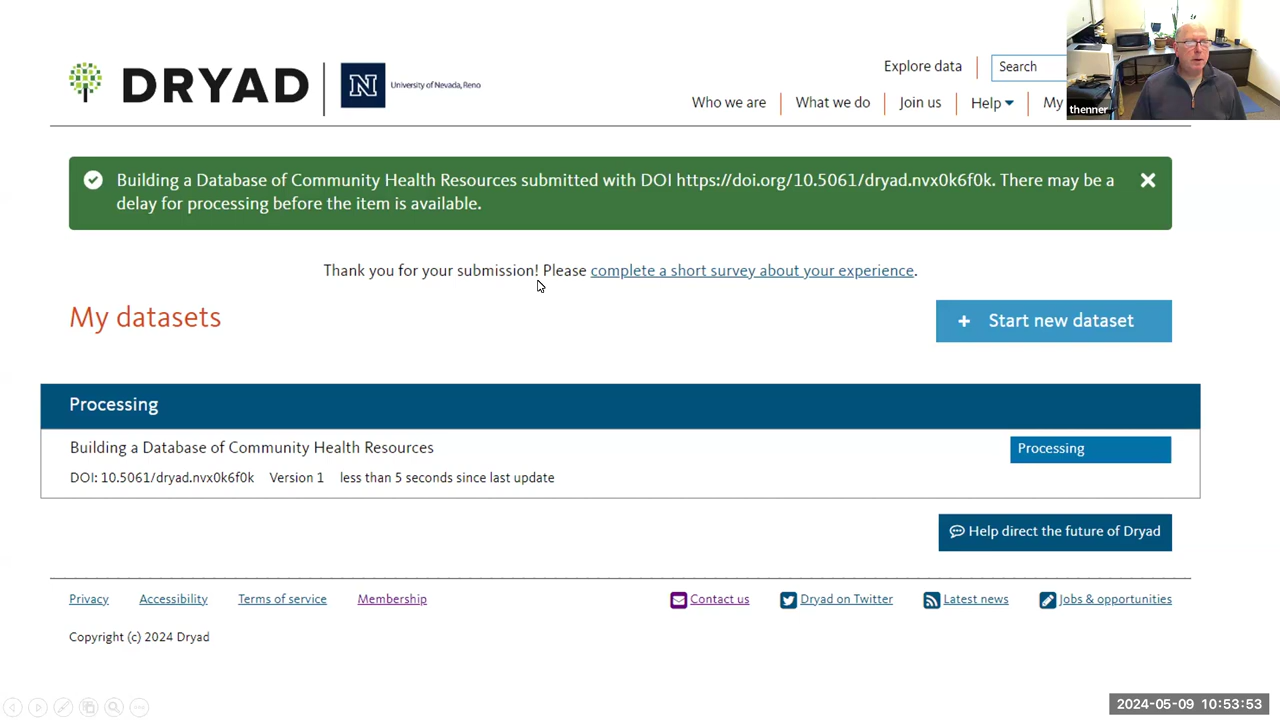 DRYAD
N
University of Nevada, Reno
Explore data
Search
Who we are
What we do
Join us
Help
My
thenner
Building a Database of Community Health Resources submitted with DOI https://doi.org/10.5061/dryad.nvx0k6f0k. There may be a
delay for processing before the item is available.
Thank you for your submission! Please complete a short survey about your experience.
My datasets
+ Start new dataset
Processing
Building a Database of Community Health Resources
Processing
DOI: 10.5061/dryad.nvx0k6f0k Version 1 less than 5 seconds since last update
Help direct the future of Dryad
Privacy Accessibility Terms of service Membership
Contact us Dryad on Twitter Latest news Jobs & opportunities
Copyright (c) 2024 Dryad
2024-05-09 10:53:53